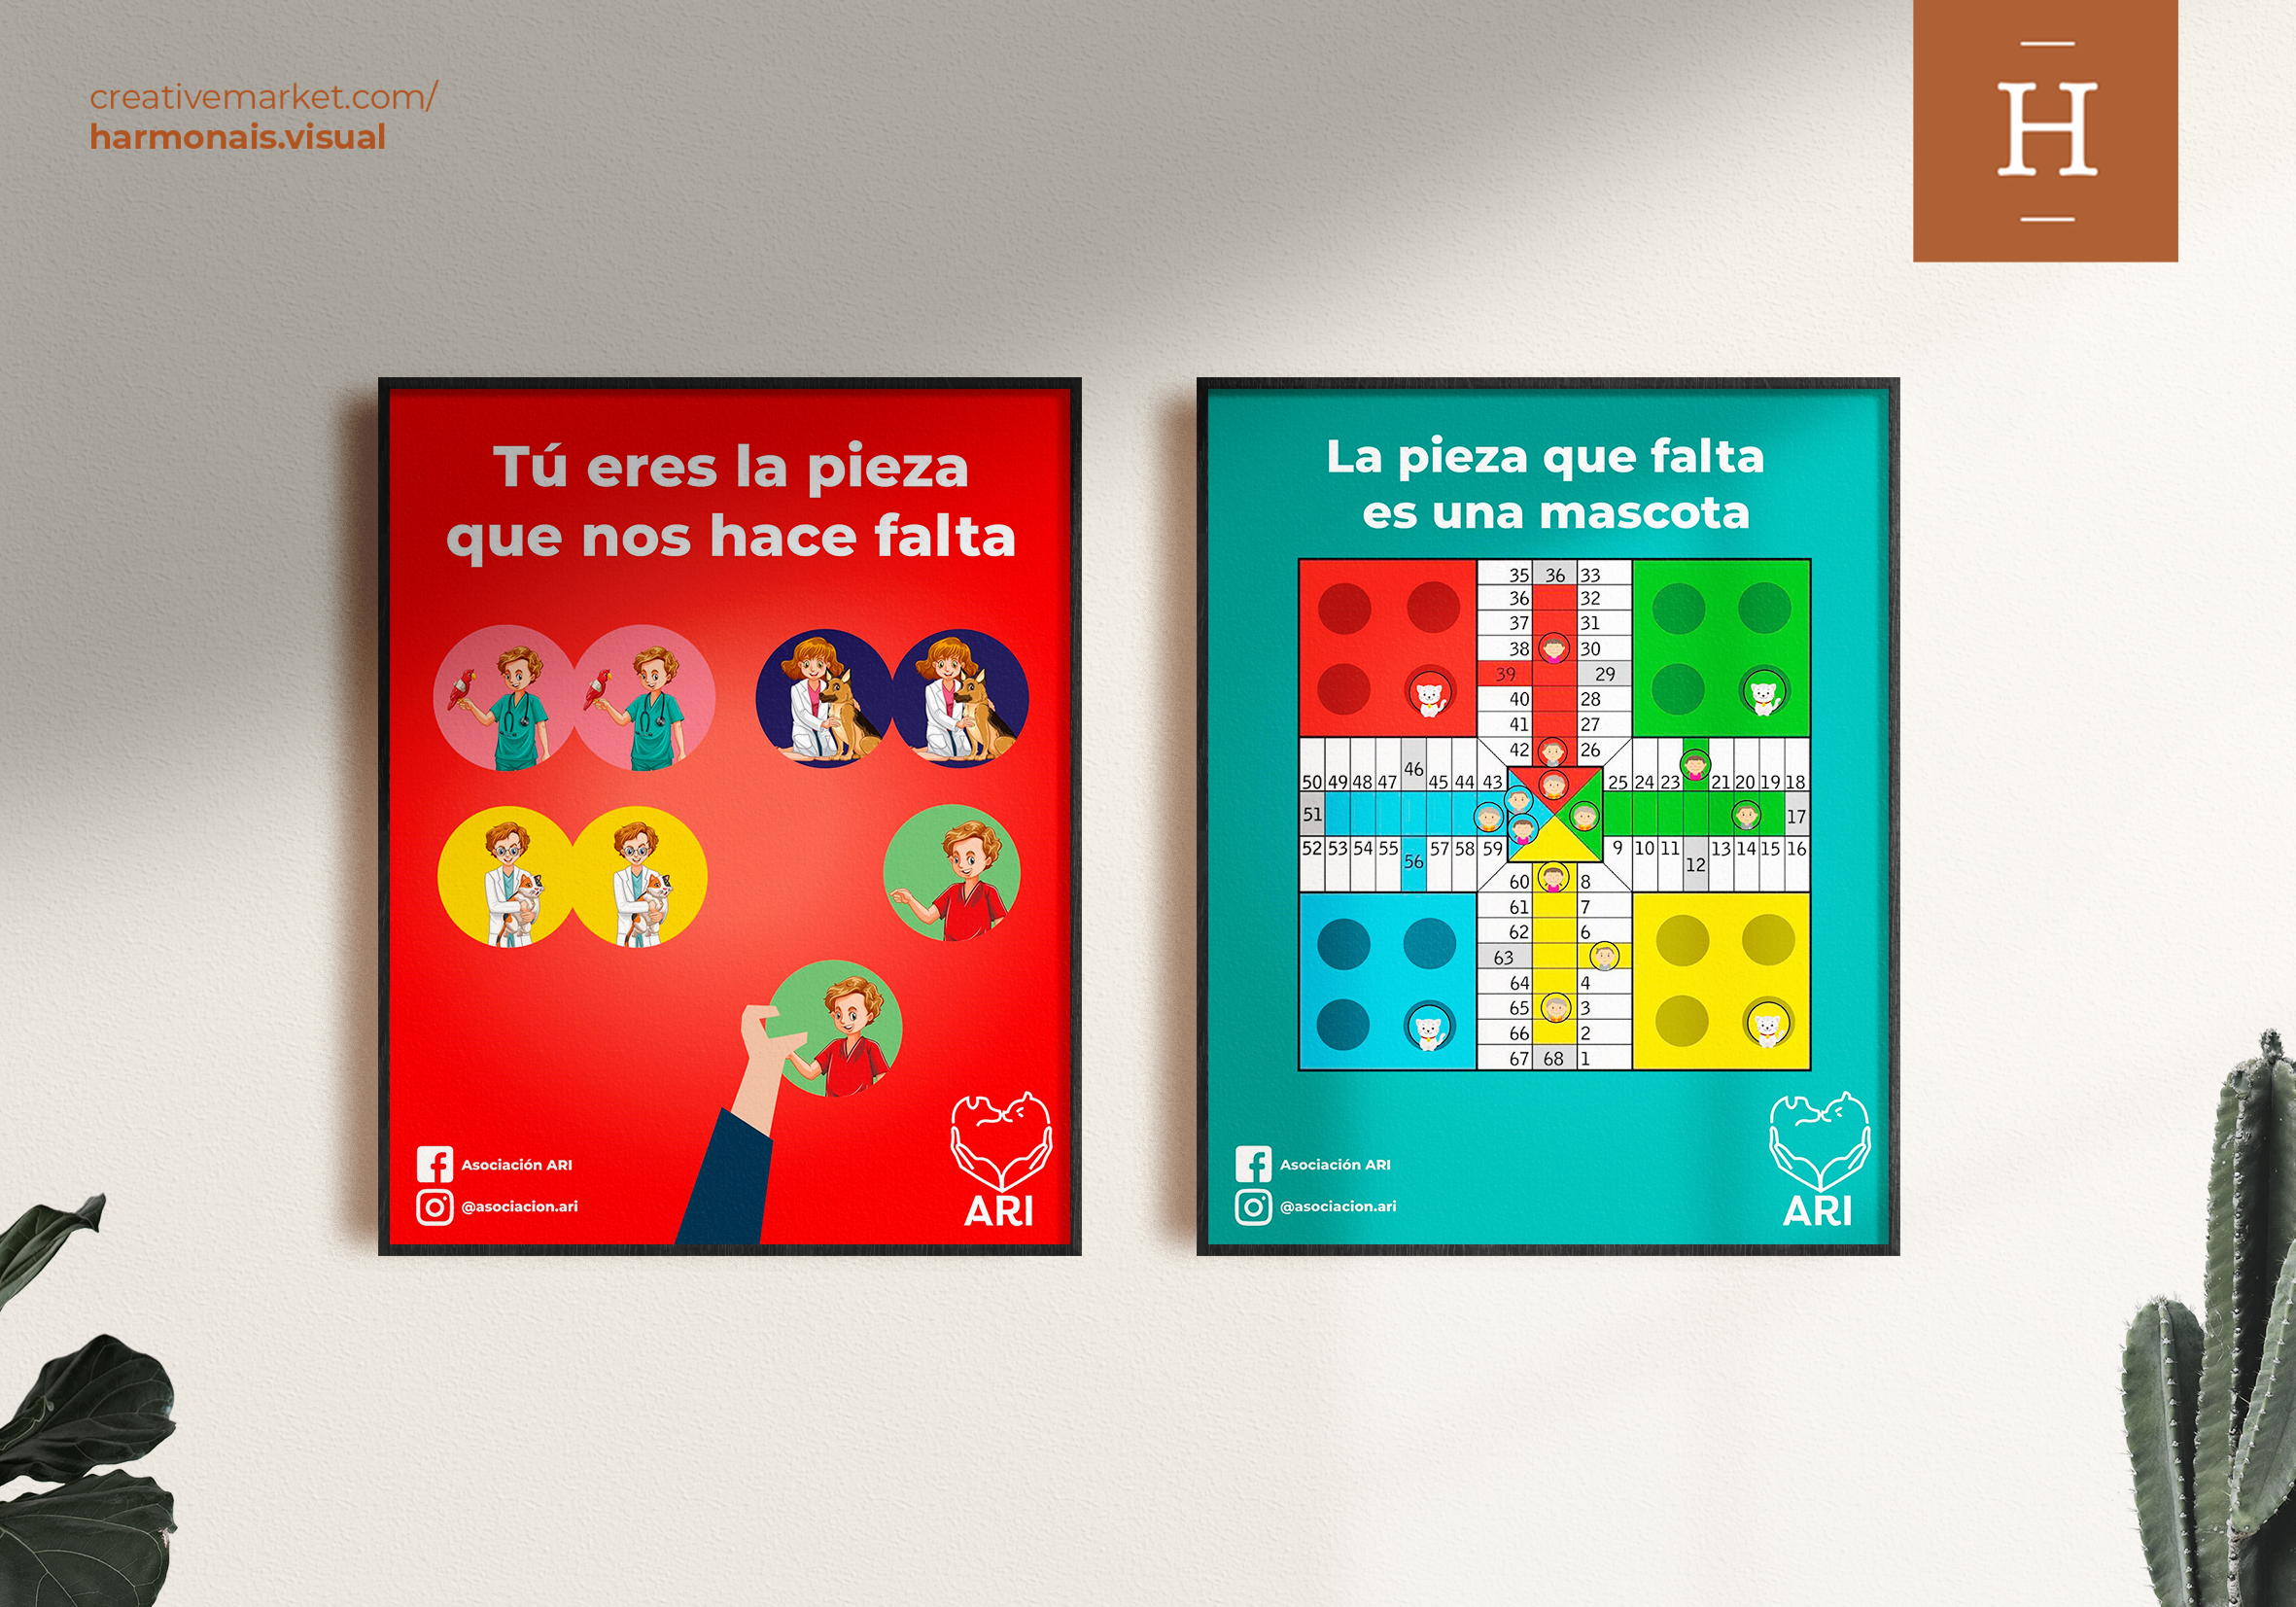 creativemarket.com/
harmonais.visual
H
Tú eres la pieza
que nos hace falta
Asociación ARI
@asociacion.ari
ARI
La pieza que falta
es una mascota
35 36 33
36 32
37 31
38 30
39 29
40 28
41 27
42 26
50 49 48 47 46 45 44 43 25 24 23 21 20 19 18
51 17
52 53 54 55 56 57 58 59 9 10 11 12 13 14 15 16
60 8
61 7
62 6
63
64 4
65 3
66 2
67 68 1
Asociación ARI
@asociacion.ari
ARI